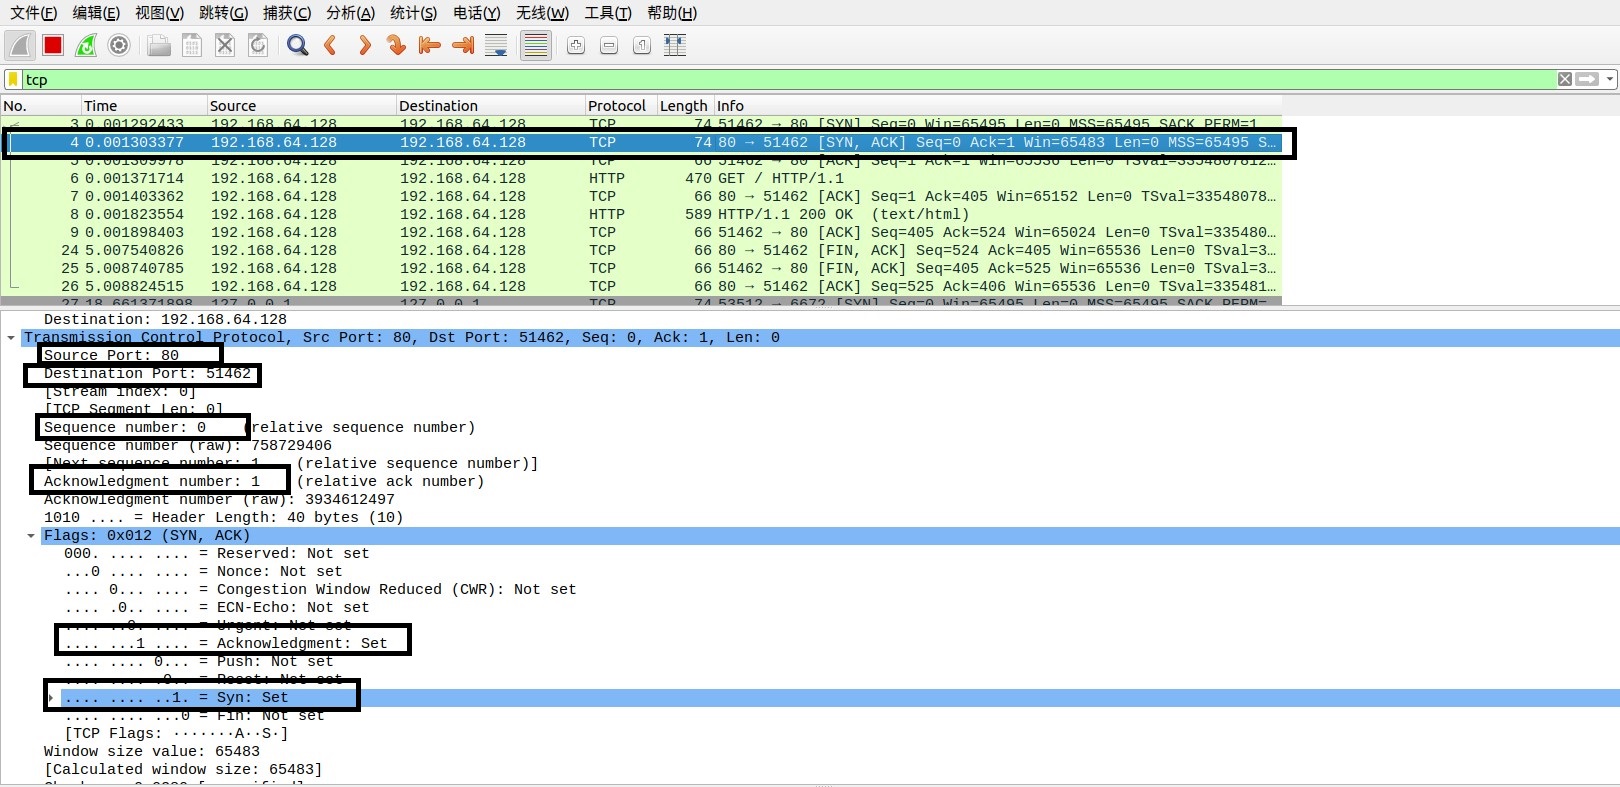 文件(F) 编辑(E) 视图(V) 跳转(G) 捕获(C) 分析(A) 统计(S) 电话(Y) 无线(W) 工具(T) 帮助(H)
tcp
No. Time Source Destination Protocol Length Info
3 0.001292433 192.168.64.128 192.168.64.128 TCP 74 51462 → 80 [SYN] Seq=0 Win=65495 Len=0 MSS=65495 SACK_PERM=1
4 0.001303377 192.168.64.128 192.168.64.128 TCP 74 80 → 51462 [SYN, ACK] Seq=0 Ack=1 Win=65483 Len=0 MSS=65495 S…
5 0.001309978 192.168.64.128 192.168.64.128 TCP 66 51462 → 80 [ACK] Seq=1 Ack=1 Win=65536 Len=0 TSval=3354807812…
6 0.001371714 192.168.64.128 192.168.64.128 HTTP 470 GET / HTTP/1.1
7 0.001403362 192.168.64.128 192.168.64.128 TCP 66 80 → 51462 [ACK] Seq=1 Ack=405 Win=65152 Len=0 TSval=33548078…
8 0.001823554 192.168.64.128 192.168.64.128 HTTP 589 HTTP/1.1 200 OK (text/html)
9 0.001898403 192.168.64.128 192.168.64.128 TCP 66 51462 → 80 [ACK] Seq=405 Ack=524 Win=65024 Len=0 TSval=335480…
24 5.007540826 192.168.64.128 192.168.64.128 TCP 66 80 → 51462 [FIN, ACK] Seq=524 Ack=405 Win=65536 Len=0 TSval=3…
25 5.008740785 192.168.64.128 192.168.64.128 TCP 66 51462 → 80 [FIN, ACK] Seq=405 Ack=525 Win=65536 Len=0 TSval=3…
26 5.008824515 192.168.64.128 192.168.64.128 TCP 66 80 → 51462 [ACK] Seq=525 Ack=406 Win=65536 Len=0 TSval=335481…
27 18.661371898 127.0.0.1 127.0.0.1 TCP 74 53512 → 6672 [SYN] Seq=0 Win=65495 Len=0 MSS=65495 SACK_PERM=
Destination: 192.168.64.128
Transmission Control Protocol, Src Port: 80, Dst Port: 51462, Seq: 0, Ack: 1, Len: 0
Source Port: 80
Destination Port: 51462
[Stream index: 0]
[TCP Segment Len: 0]
Sequence number: 0 (relative sequence number)
Sequence number (raw): 758729406
[Next sequence number: 1 (relative sequence number)]
Acknowledgment number: 1 (relative ack number)
Acknowledgment number (raw): 3934612497
1010 .... = Header Length: 40 bytes (10)
Flags: 0x012 (SYN, ACK)
000. .... .... = Reserved: Not set
...0 .... .... = Nonce: Not set
.... 0... .... = Congestion Window Reduced (CWR): Not set
.... .0.. .... = ECN-Echo: Not set
.... ..0. .... = Urgent: Not set
.... ...1 .... = Acknowledgment: Set
.... .... 0... = Push: Not set
.... .... .0.. = Reset: Not set
.... .... ..1. = Syn: Set
.... .... ...0 = Fin: Not set
[TCP Flags: ·······A··S·]
Window size value: 65483
[Calculated window size: 65483]